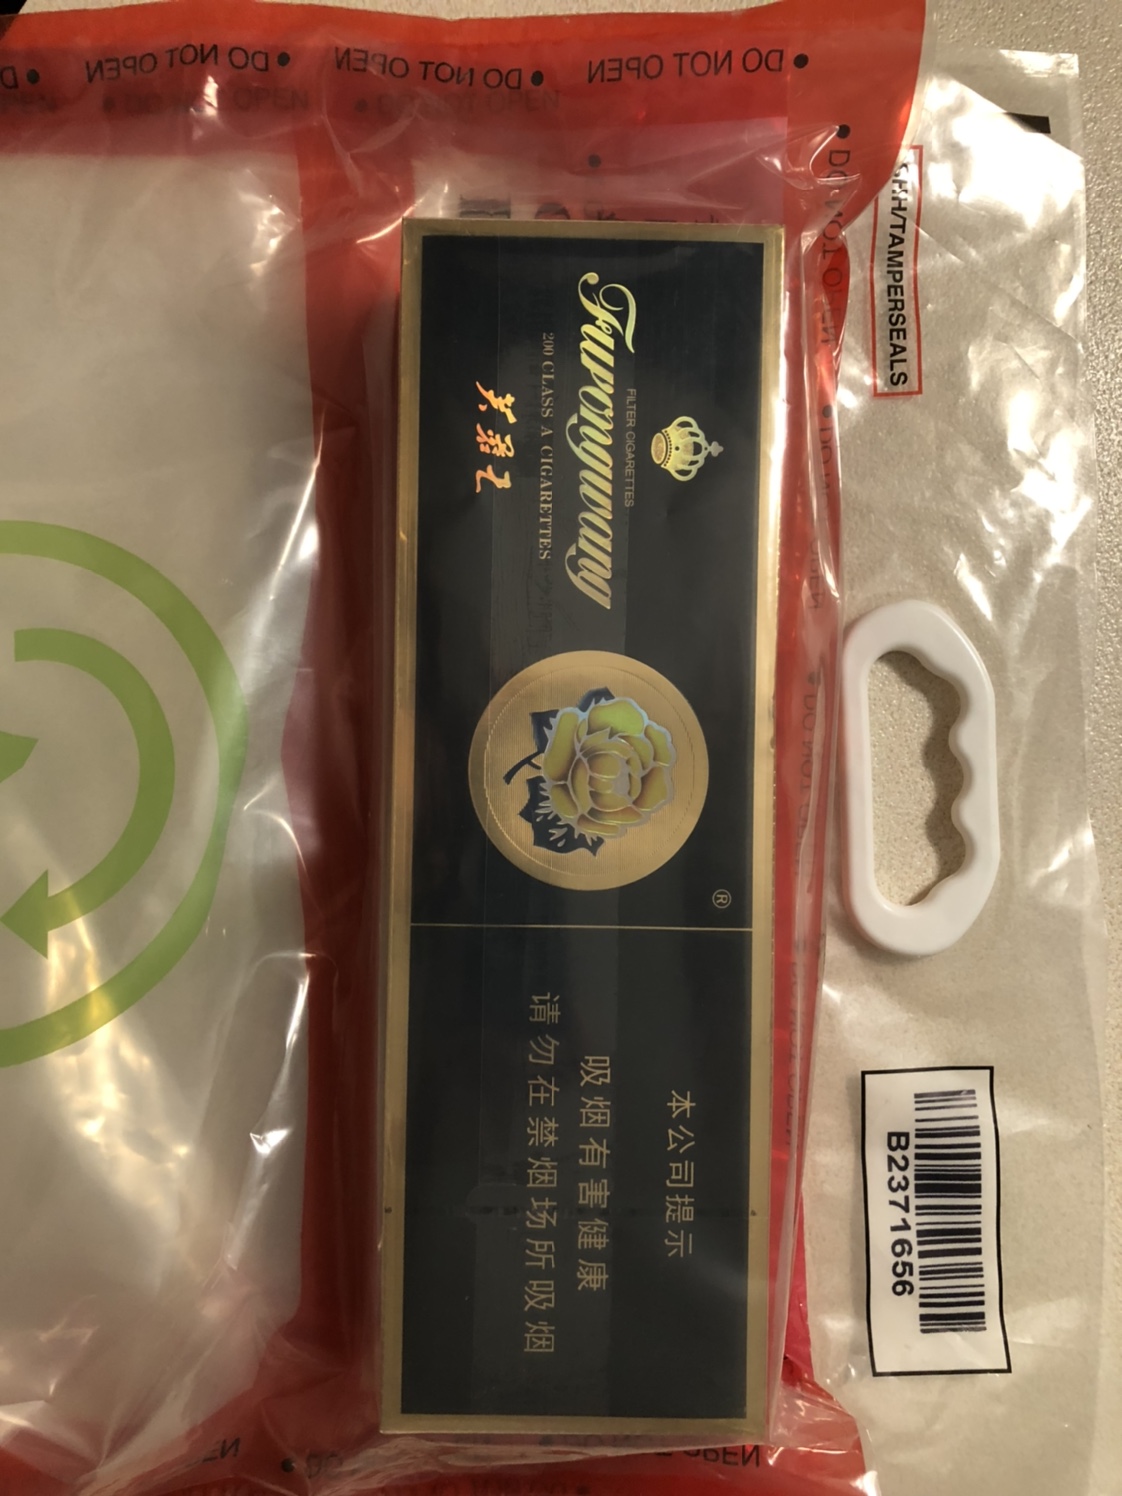 DO NOT OPEN • DO NOT OPEN • DO NOT OPEN
GHH/TAMPERSEALS
FILTER CIGARETTES
Furongwang
200 CLASS A CIGARETTES
芙蓉王
®
本公司提示
吸烟有害健康
请勿在禁烟场所吸烟
B2371656